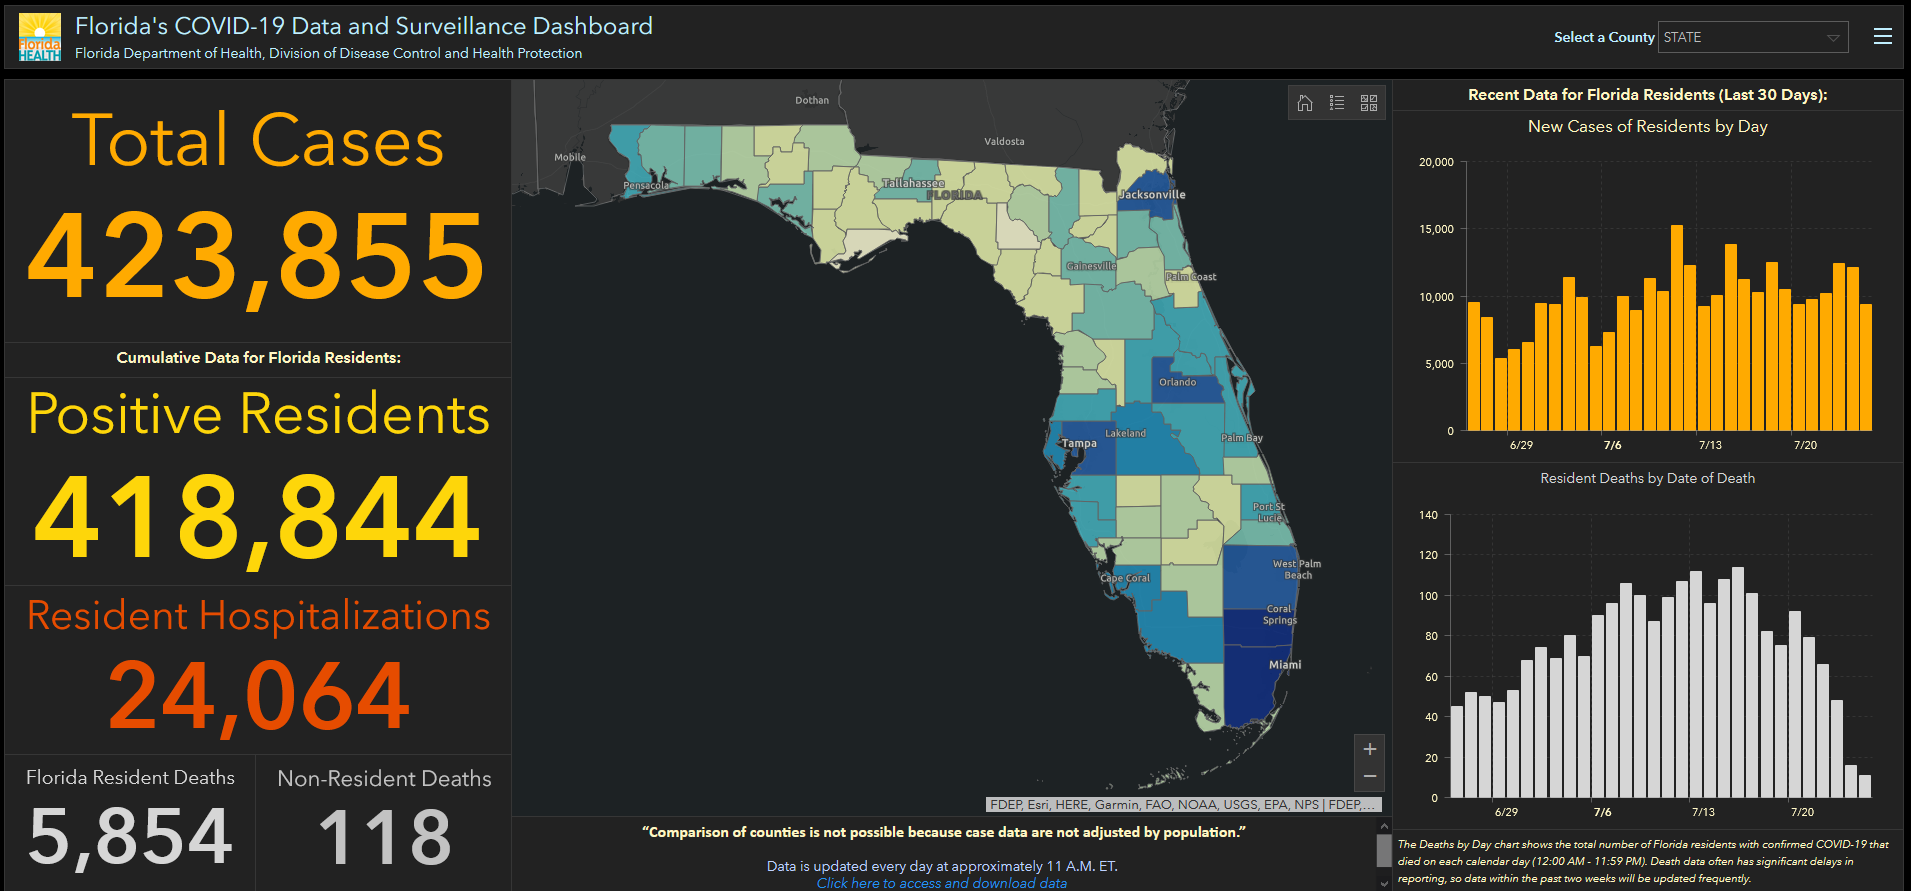 Florida's COVID-19 Data and Surveillance Dashboard
Florida Department of Health, Division of Disease Control and Health Protection
Florida
HEALTH
Select a County
STATE
Total Cases
423,855
Cumulative Data for Florida Residents:
Positive Residents
418,844
Resident Hospitalizations
24,064
Florida Resident Deaths
5,854
Non-Resident Deaths
118
Dothan
Mobile
Valdosta
Pensacola
Tallahassee
FLORIDA
Jacksonville
Gainesville
Palm Coast
Orlando
Tampa
Lakeland
Palm Bay
Port St
Lucie
Cape Coral
West Palm
Beach
Coral
Springs
Miami
FDEP, Esri, HERE, Garmin, FAO, NOAA, USGS, EPA, NPS | FDEP,...
“Comparison of counties is not possible because case data are not adjusted by population.”
Data is updated every day at approximately 11 A.M. ET.
Click here to access and download data
Recent Data for Florida Residents (Last 30 Days):
New Cases of Residents by Day
20,000
15,000
10,000
5,000
0
6/29
7/6
7/13
7/20
Resident Deaths by Date of Death
140
120
100
80
60
40
20
0
6/29
7/6
7/13
7/20
The Deaths by Day chart shows the total number of Florida residents with confirmed COVID-19 that
died on each calendar day (12:00 AM - 11:59 PM). Death data often has significant delays in
reporting, so data within the past two weeks will be updated frequently.